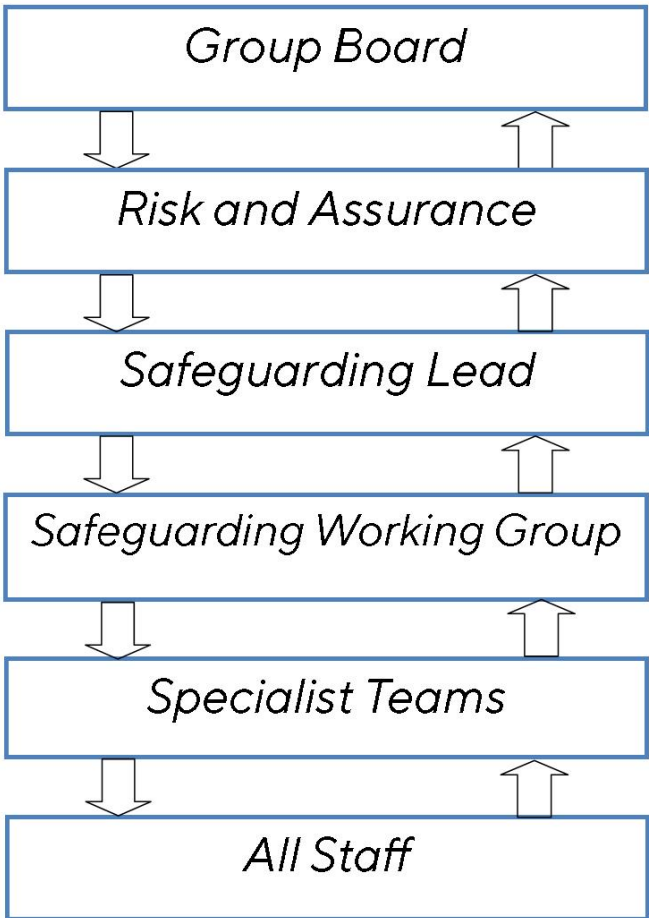 Group Board
Risk and Assurance
Safeguarding Lead
Safeguarding Working Group
Specialist Teams
All Staff